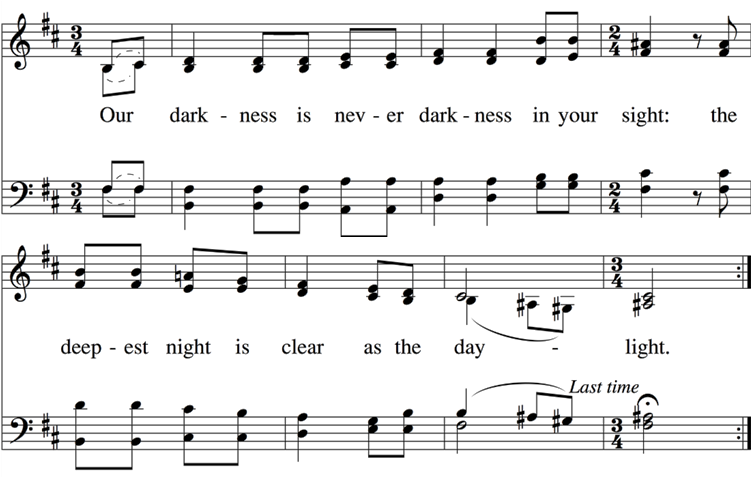 Our dark - ness is nev - er dark - ness in your sight: the
deep - est night is clear as the day - light.
Last time